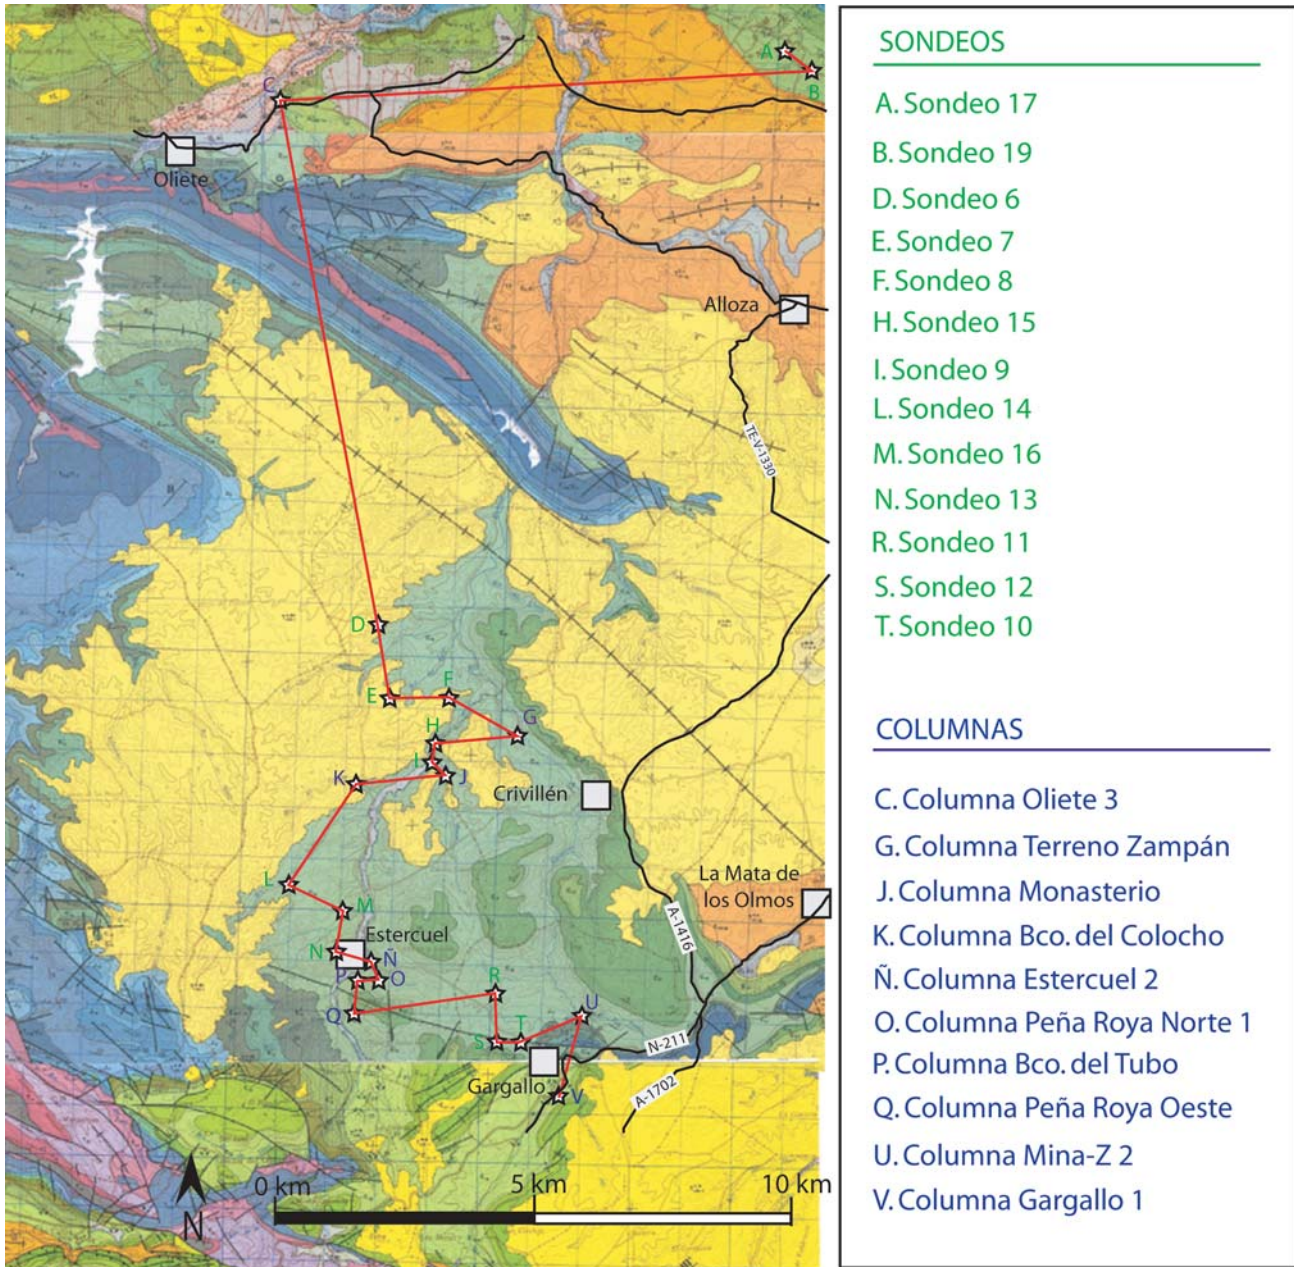 A
B
C
Oliete
Alloza
TE-V-1330
D
E
F
G
H
I
J
K
Crivillén
L
La Mata de
los Olmos
M
A-1416
Estercuel
N
Ñ
O
P
Q
R
U
S
T
N-211
Gargallo
V
A-1702
0 km
5 km
10 km
N
SONDEOS
A. Sondeo 17
B. Sondeo 19
D. Sondeo 6
E. Sondeo 7
F. Sondeo 8
H. Sondeo 15
I. Sondeo 9
L. Sondeo 14
M. Sondeo 16
N. Sondeo 13
R. Sondeo 11
S. Sondeo 12
T. Sondeo 10
COLUMNAS
C. Columna Oliete 3
G. Columna Terreno Zampán
J. Columna Monasterio
K. Columna Bco. del Colocho
Ñ. Columna Estercuel 2
O. Columna Peña Roya Norte 1
P. Columna Bco. del Tubo
Q. Columna Peña Roya Oeste
U. Columna Mina-Z 2
V. Columna Gargallo 1